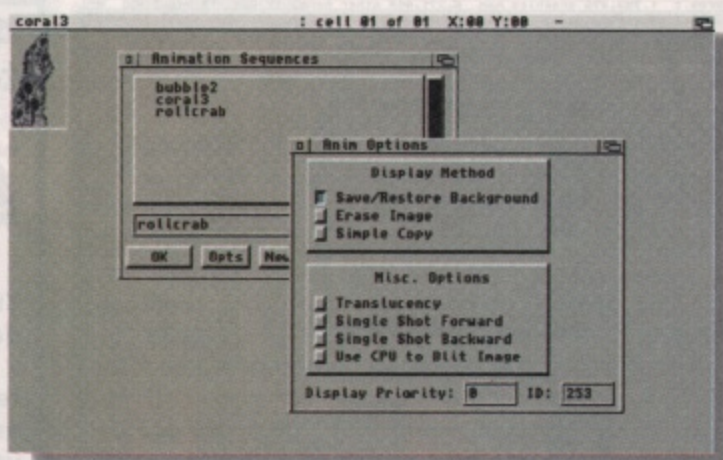 coral3 : cell 01 of 01 X:00 Y:00 -
Animation Sequences
bubble2
coral3
rollcrab
rollcrab
OK Opts New
Anim Options
Display Method
Save/Restore Background
Erase Image
Simple Copy
Misc. Options
Translucency
Single Shot Forward
Single Shot Backward
Use CPU to Blit Image
Display Priority: 0 ID: 253